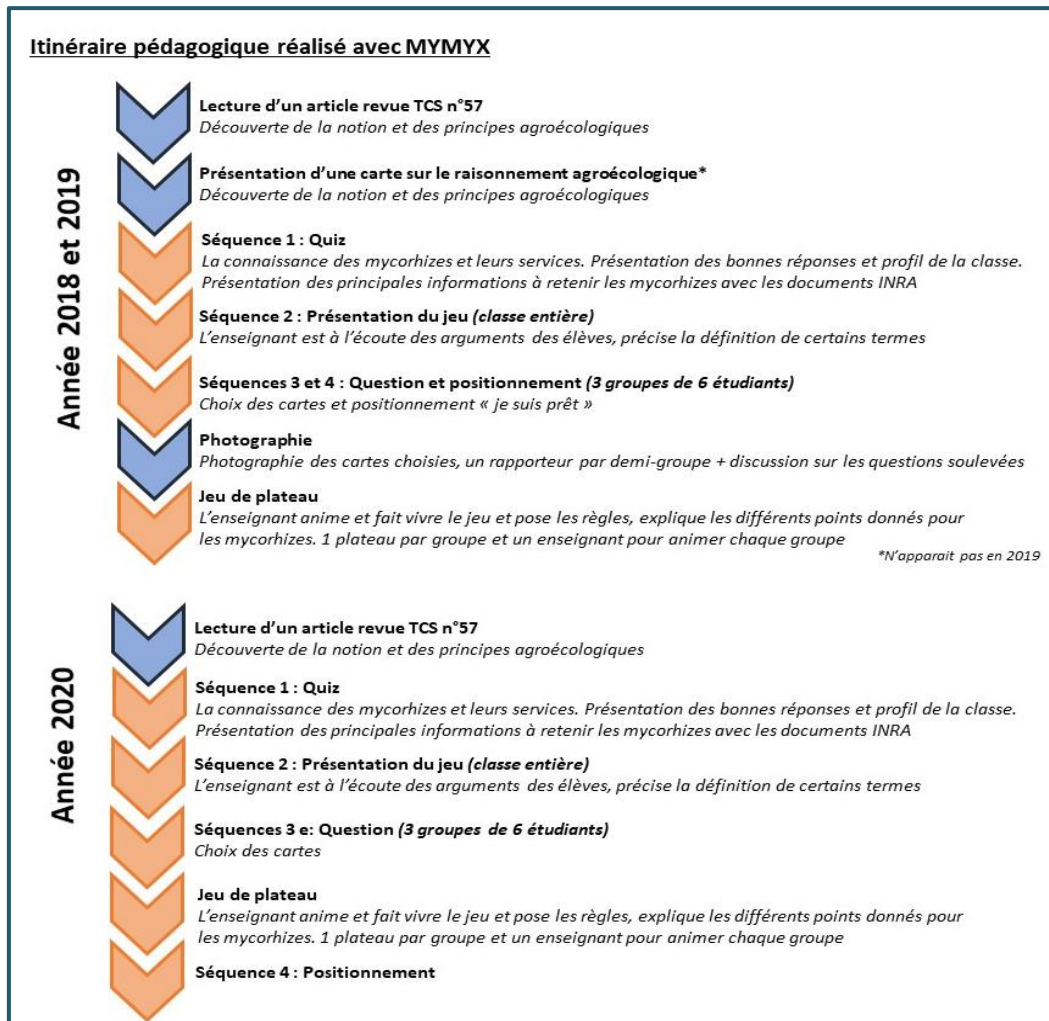 Itinéraire pédagogique réalisé avec MYMYX
Année 2018 et 2019
Lecture d'un article revue TCS n°57
Découverte de la notion et des principes agroécologiques
Présentation d'une carte sur le raisonnement agroécologique*
Découverte de la notion et des principes agroécologiques
Séquence 1 : Quiz
La connaissance des mycorhizes et leurs services. Présentation des bonnes réponses et profil de la classe.
Présentation des principales informations à retenir les mycorhizes avec les documents INRA
Séquence 2 : Présentation du jeu (classe entière)
L'enseignant est à l'écoute des arguments des élèves, précise la définition de certains termes
Séquences 3 et 4 : Question et positionnement (3 groupes de 6 étudiants)
Choix des cartes et positionnement « je suis prêt »
Photographie
Photographie des cartes choisies, un rapporteur par demi-groupe + discussion sur les questions soulevées
Jeu de plateau
L'enseignant anime et fait vivre le jeu et pose les règles, explique les différents points donnés pour
les mycorhizes. 1 plateau par groupe et un enseignant pour animer chaque groupe
*N'apparait pas en 2019
Année 2020
Lecture d'un article revue TCS n°57
Découverte de la notion et des principes agroécologiques
Séquence 1 : Quiz
La connaissance des mycorhizes et leurs services. Présentation des bonnes réponses et profil de la classe.
Présentation des principales informations à retenir les mycorhizes avec les documents INRA
Séquence 2 : Présentation du jeu (classe entière)
L'enseignant est à l'écoute des arguments des élèves, précise la définition de certains termes
Séquences 3 e: Question (3 groupes de 6 étudiants)
Choix des cartes
Jeu de plateau
L'enseignant anime et fait vivre le jeu et pose les règles, explique les différents points donnés pour
les mycorhizes. 1 plateau par groupe et un enseignant pour animer chaque groupe
Séquence 4 : Positionnement